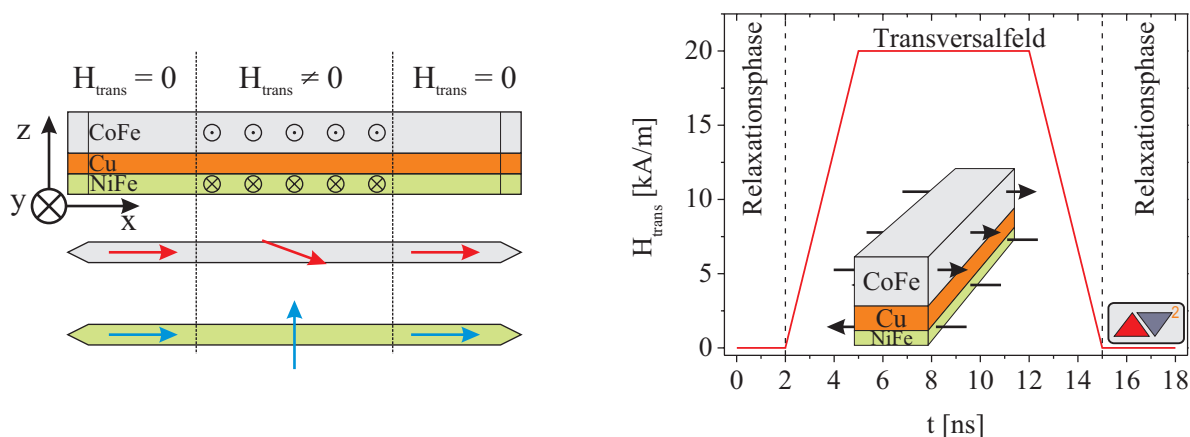 H_trans = 0
H_trans ≠ 0
H_trans = 0
z
y
x
CoFe
Cu
NiFe
H_trans [kA/m]
20
15
10
5
0
Relaxationsphase
Transversalfeld
Relaxationsphase
CoFe
Cu
NiFe
2
0 2 4 6 8 10 12 14 16 18
t [ns]